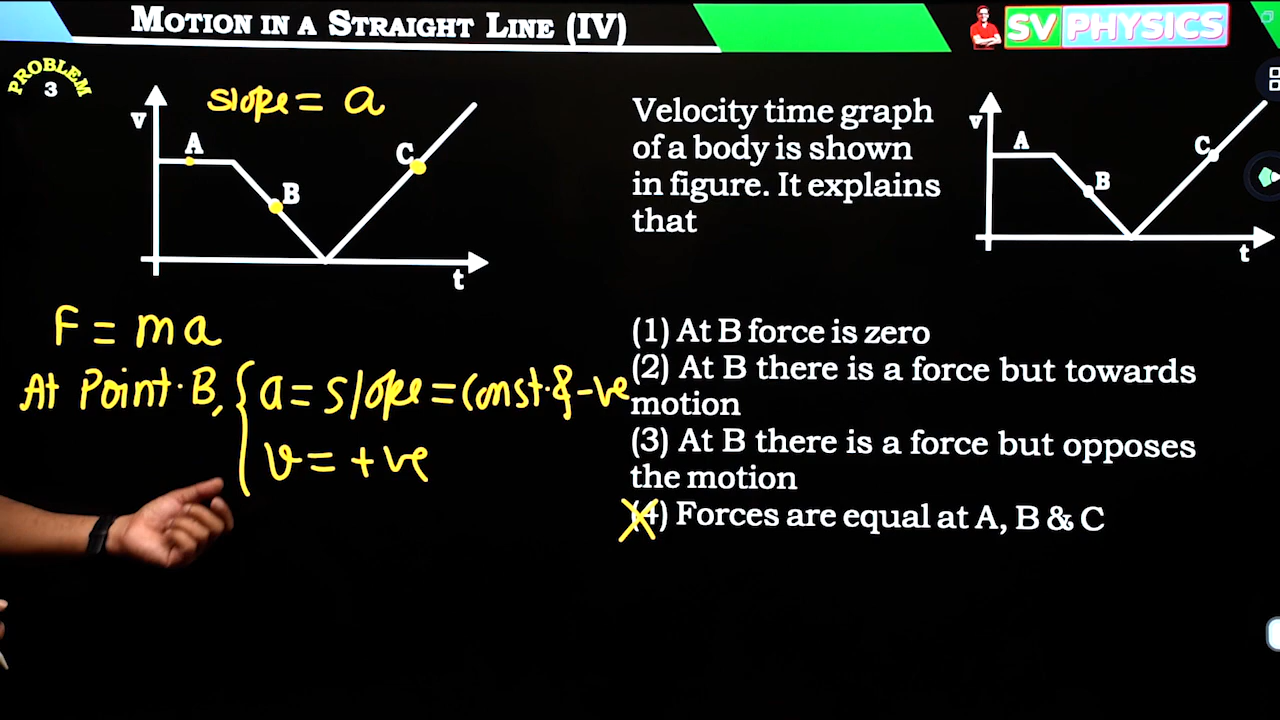 MOTION IN A STRAIGHT LINE (IV)
SV PHYSICS
PROBLEM
3
slope = a
v
A
B
C
t
Velocity time graph
of a body is shown
in figure. It explains
that
v
A
B
C
t
F = ma
At Point·B, { a = slope = Const·& -ve
v = +ve
(1) At B force is zero
(2) At B there is a force but towards
motion
(3) At B there is a force but opposes
the motion
(4) Forces are equal at A, B & C